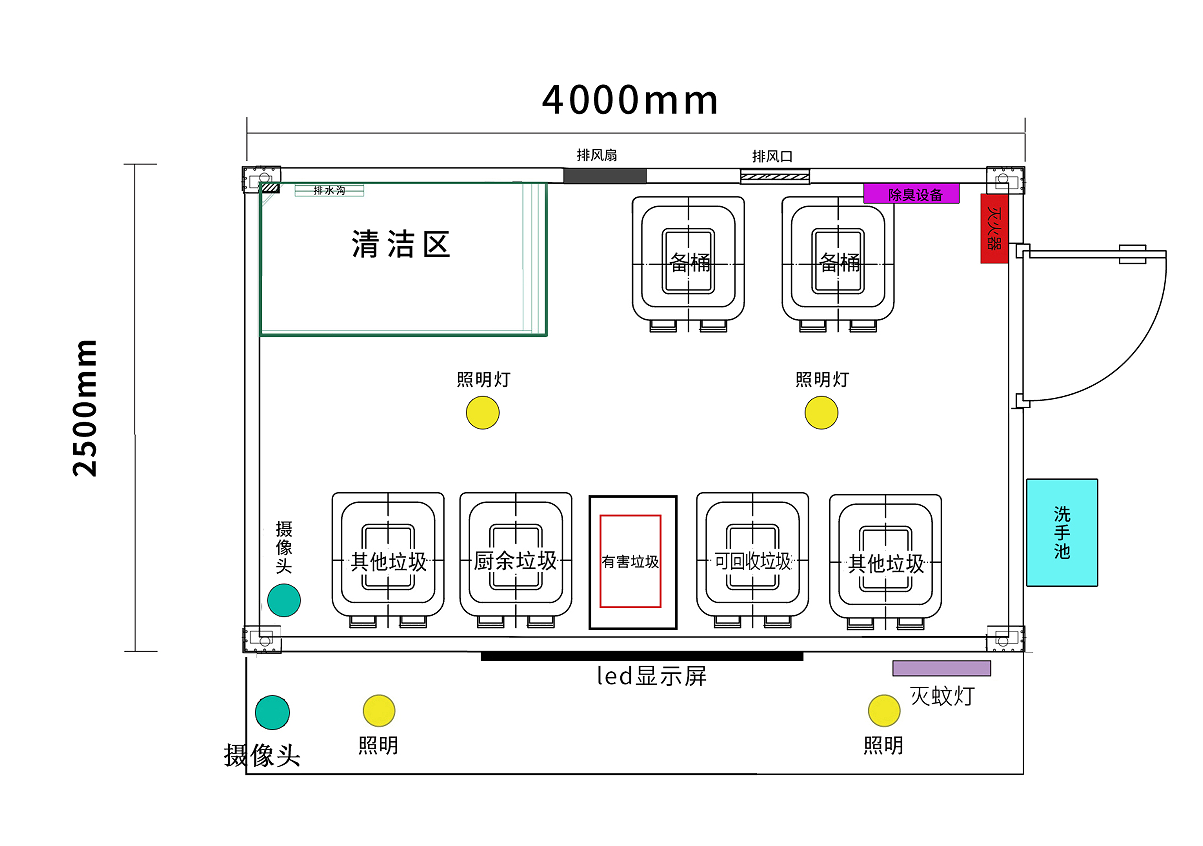 4000mm
排风扇
排风口
排水沟
除臭设备
灭火器
清洁区
备桶
备桶
2500mm
照明灯
照明灯
摄像头
洗手池
其他垃圾
厨余垃圾
有害垃圾
可回收垃圾
其他垃圾
led显示屏
灭蚊灯
摄像头
照明
照明